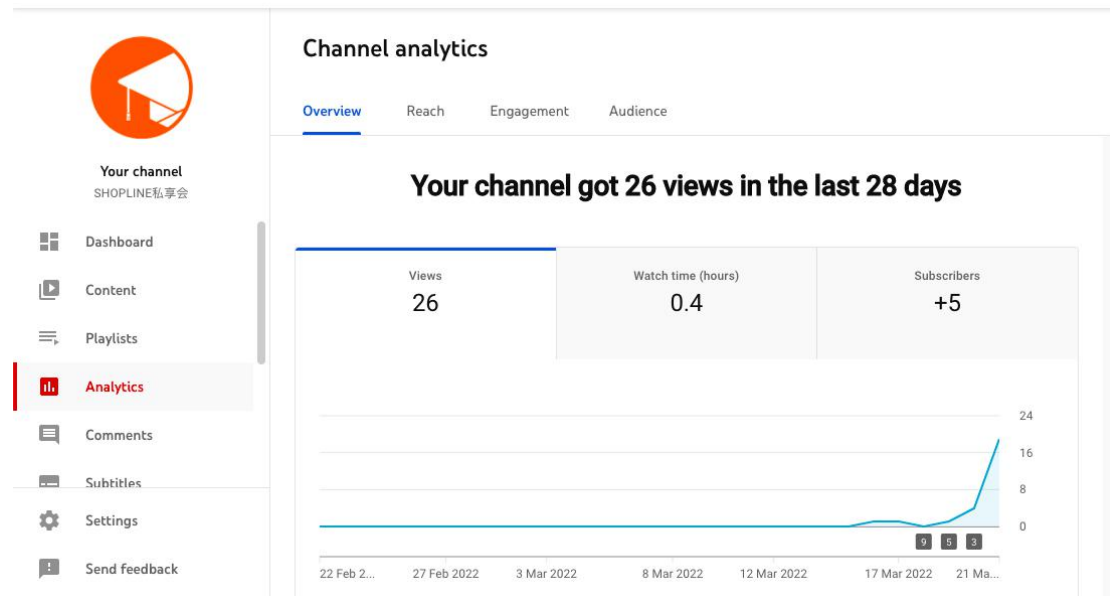 Channel analytics
Overview Reach Engagement Audience
Your channel
SHOPLINE私享会
Dashboard
Content
Playlists
Analytics
Comments
Subtitles
Settings
Send feedback
Your channel got 26 views in the last 28 days
Views
26
Watch time (hours)
0.4
Subscribers
+5
24
16
8
0
9 5 3
22 Feb 2... 27 Feb 2022 3 Mar 2022 8 Mar 2022 12 Mar 2022 17 Mar 2022 21 Ma...